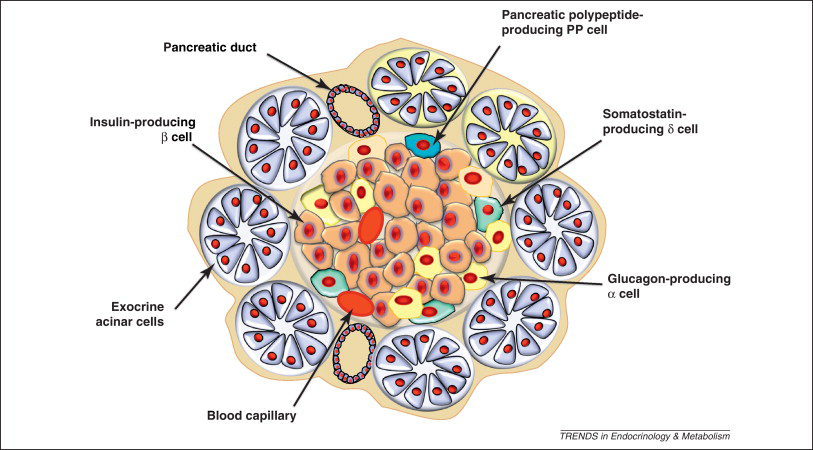 Pancreatic polypeptide-
producing PP cell
Pancreatic duct
Insulin-producing
β cell
Somatostatin-
producing δ cell
Glucagon-producing
α cell
Exocrine
acinar cells
Blood capillary
TRENDS in Endocrinology & Metabolism